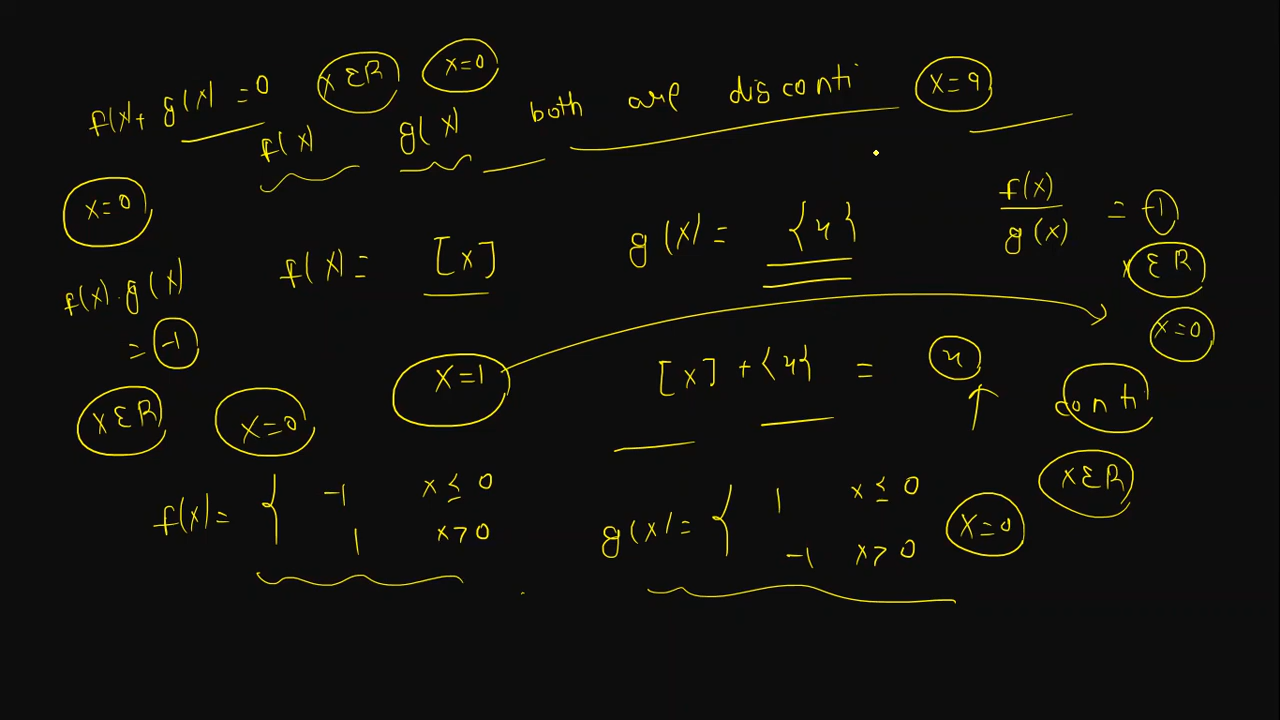 f(x)+ g(x) = 0 x ∈ R x=0
f(x) g(x) both are disconti x=9
x=0
f(x) = [x] g(x) = {x} f(x)/g(x) = -1
x ∈ R
x=0
f(x).g(x)
= -1
x ∈ R x=0
x=1 [x] + {x} = x
conti
x ∈ R
f(x) = { -1 x ≤ 0
1 x > 0
g(x) = { 1 x ≤ 0
-1 x > 0
x=0